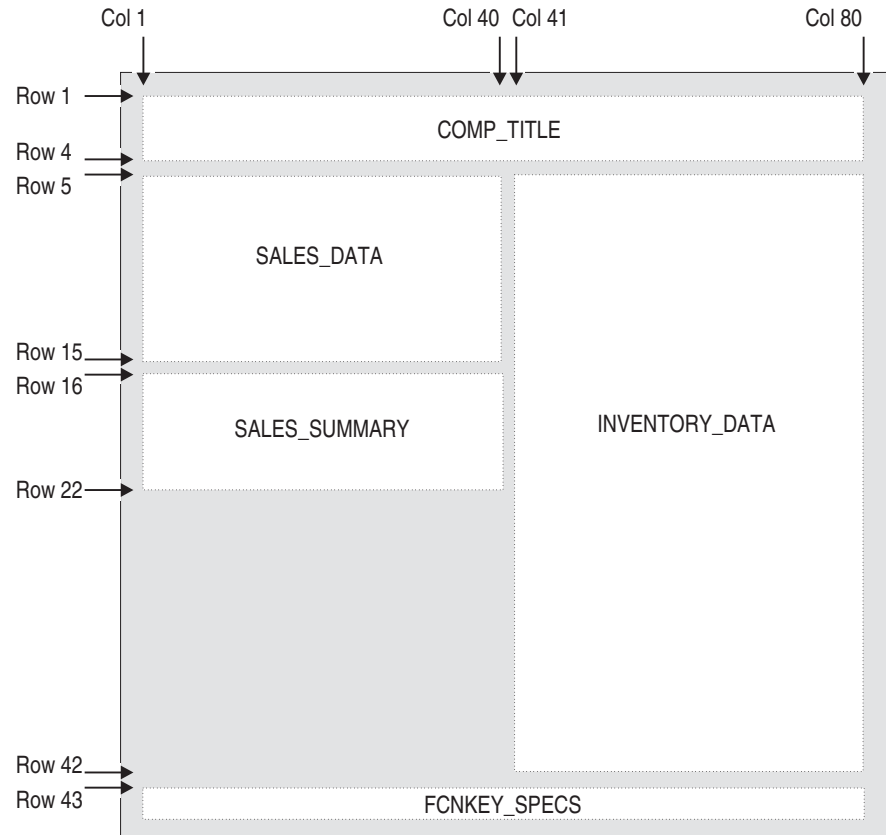 Col 1 Col 40 Col 41 Col 80
Row 1
COMP_TITLE
Row 4
Row 5
SALES_DATA
Row 15
Row 16
SALES_SUMMARY
INVENTORY_DATA
Row 22
Row 42
Row 43
FCNKEY_SPECS